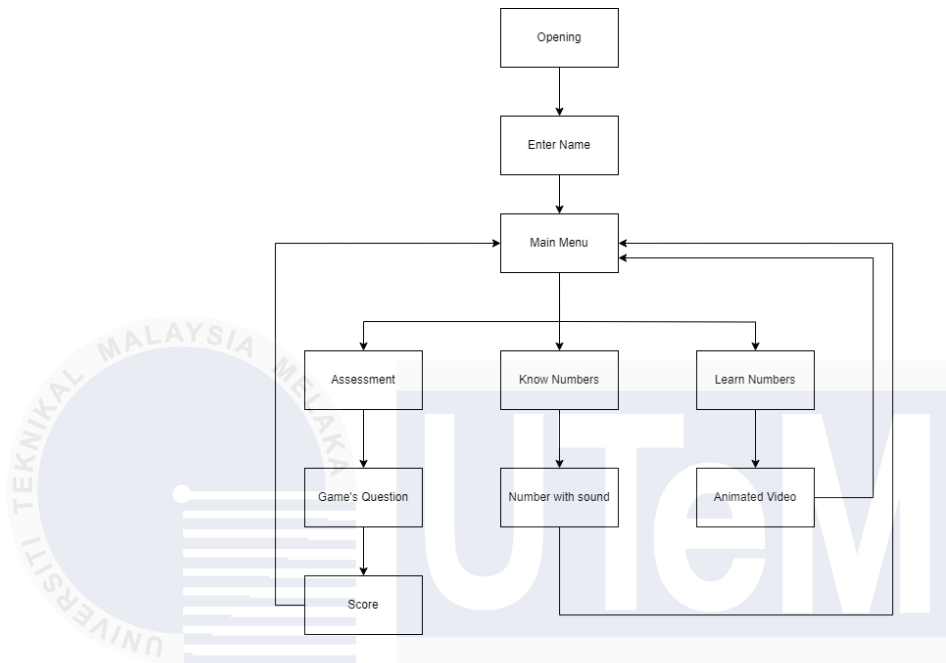 Opening
Enter Name
Main Menu
Assessment
Know Numbers
Learn Numbers
Game's Question
Number with sound
Animated Video
Score
UNIVERSITI TEKNIKAL MALAYSIA MELAKA
UTeM